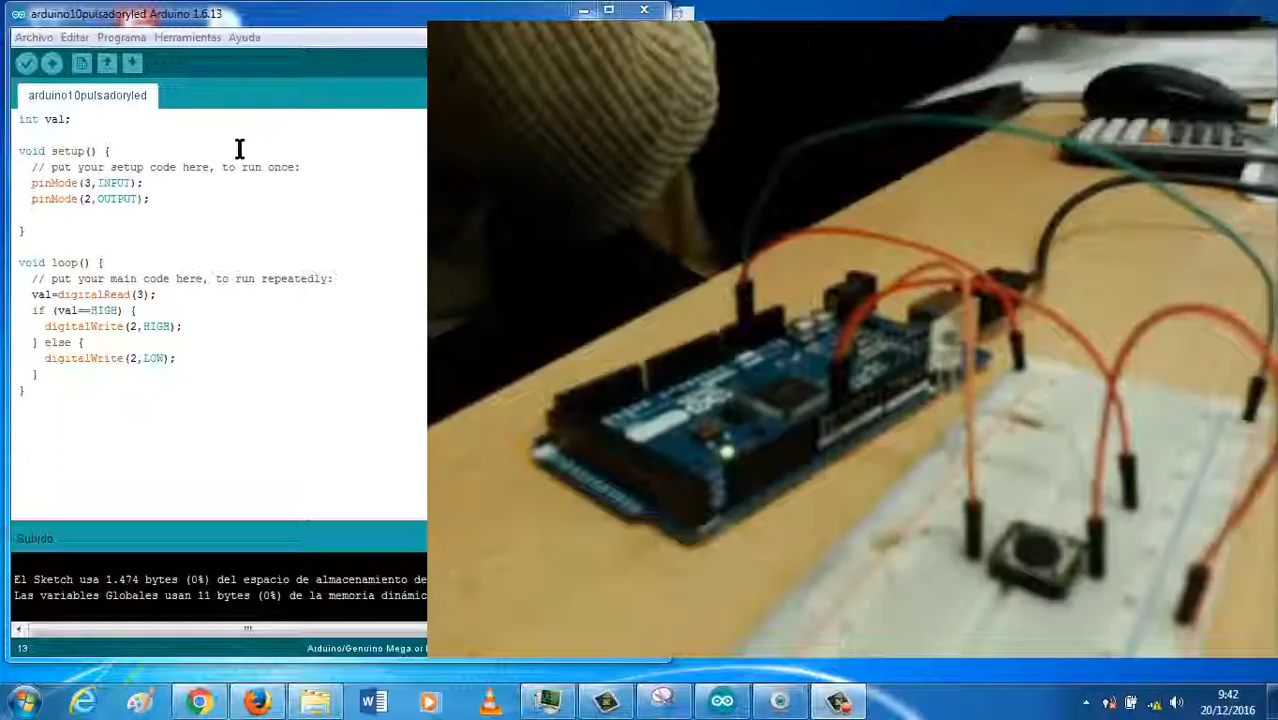 arduino10pulsadoryled Arduino 1.6.13
Archivo Editar Programa Herramientas Ayuda
arduino10pulsadoryled
int val;
void setup() {
// put your setup code here, to run once:
pinMode(3,INPUT);
pinMode(2,OUTPUT);
}
void loop() {
// put your main code here, to run repeatedly:
val=digitalRead(3);
if (val==HIGH) {
digitalWrite(2,HIGH);
} else {
digitalWrite(2,LOW);
}
}
Subido
El Sketch usa 1.474 bytes (0%) del espacio de almacenamiento de
Las variables Globales usan 11 bytes (0%) de la memoria dinámic
13 Arduino/Genuino Mega or
9:42
20/12/2016